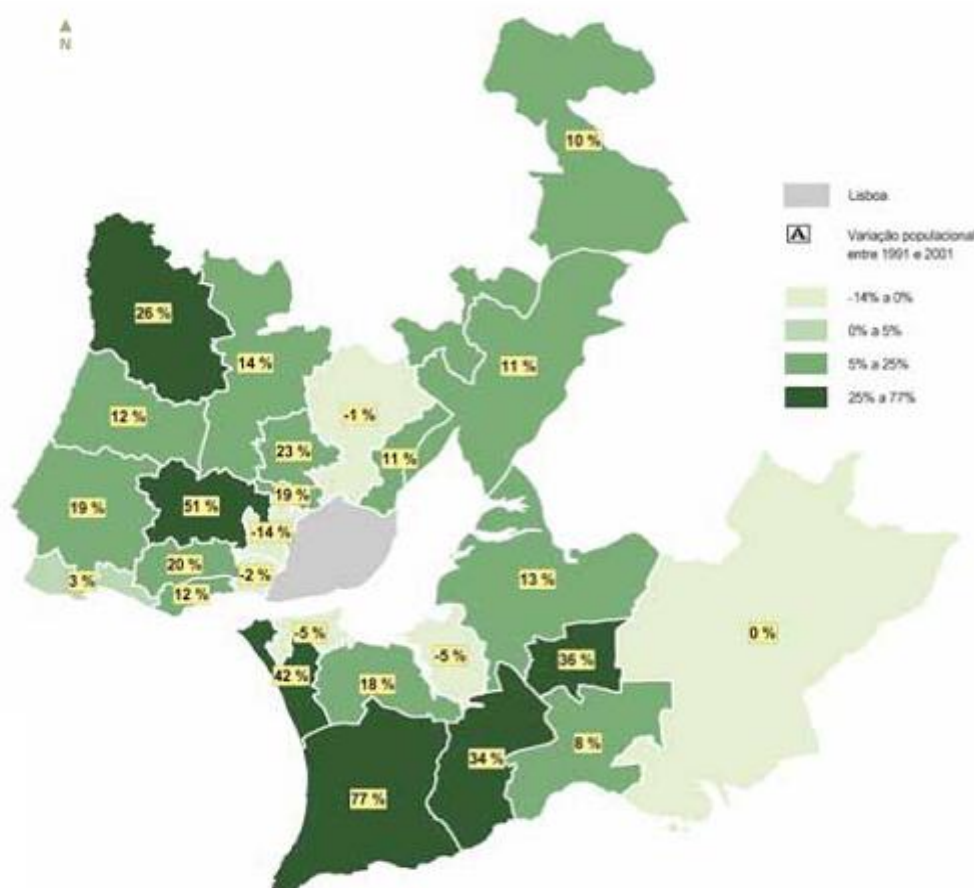 N
10 %
Lisboa
A
Variação populacional
entre 1991 e 2001
-14% a 0%
0% a 5%
5% a 25%
25% a 77%
26 %
14 %
11 %
12 %
-1 %
23 %
11 %
19 %
19 %
51 %
-14 %
20 %
-2 %
3 %
12 %
13 %
-5 %
-5 %
0 %
36 %
42 %
18 %
8 %
34 %
77 %